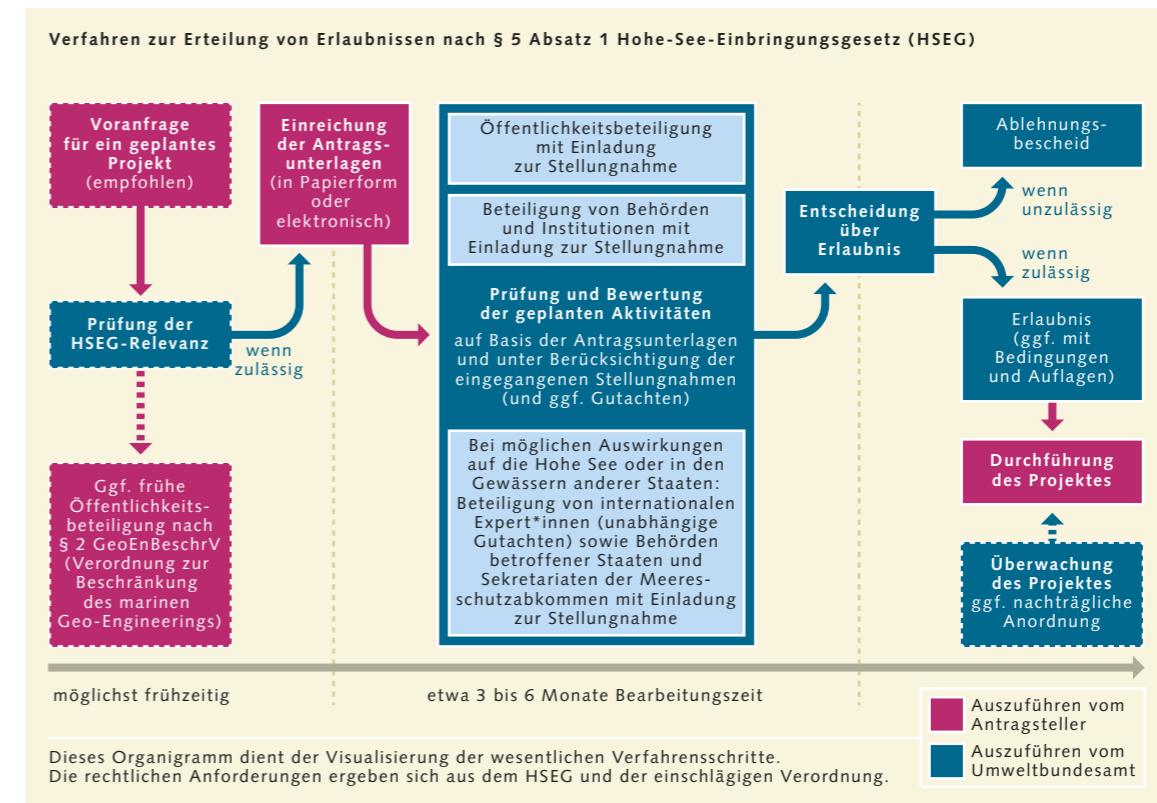 Verfahren zur Erteilung von Erlaubnissen nach § 5 Absatz 1 Hohe-See-Einbringungsgesetz (HSEG)
Voranfrage
für ein geplantes
Projekt
(empfohlen)
Prüfung der
HSEG-Relevanz
wenn
zulässig
Ggf. frühe
Öffentlichkeits-
beteiligung nach
§ 2 GeoEnBeschrV
(Verordnung zur
Beschränkung
des marinen
Geo-Engineerings)
Einreichung
der Antrags-
unterlagen
(in Papierform
oder
elektronisch)
Öffentlichkeitsbeteiligung
mit Einladung
zur Stellungnahme
Beteiligung von Behörden
und Institutionen mit
Einladung zur Stellungnahme
Prüfung und Bewertung
der geplanten Aktivitäten
auf Basis der Antragsunterlagen
und unter Berücksichtigung der
eingegangenen Stellungnahmen
(und ggf. Gutachten)
Bei möglichen Auswirkungen
auf die Hohe See oder in den
Gewässern anderer Staaten:
Beteiligung von internationalen
Expert*innen (unabhängige
Gutachten) sowie Behörden
betroffener Staaten und
Sekretariaten der Meeres-
schutzabkommen mit Einladung
zur Stellungnahme
Entscheidung
über
Erlaubnis
wenn
unzulässig
wenn
zulässig
Ablehnungs-
bescheid
Erlaubnis
(ggf. mit
Bedingungen
und Auflagen)
Durchführung
des Projektes
Überwachung
des Projektes
ggf. nachträgliche
Anordnung
möglichst frühzeitig
etwa 3 bis 6 Monate Bearbeitungszeit
Auszuführen vom
Antragsteller
Auszuführen vom
Umweltbundesamt
Dieses Organigramm dient der Visualisierung der wesentlichen Verfahrensschritte.
Die rechtlichen Anforderungen ergeben sich aus dem HSEG und der einschlägigen Verordnung.